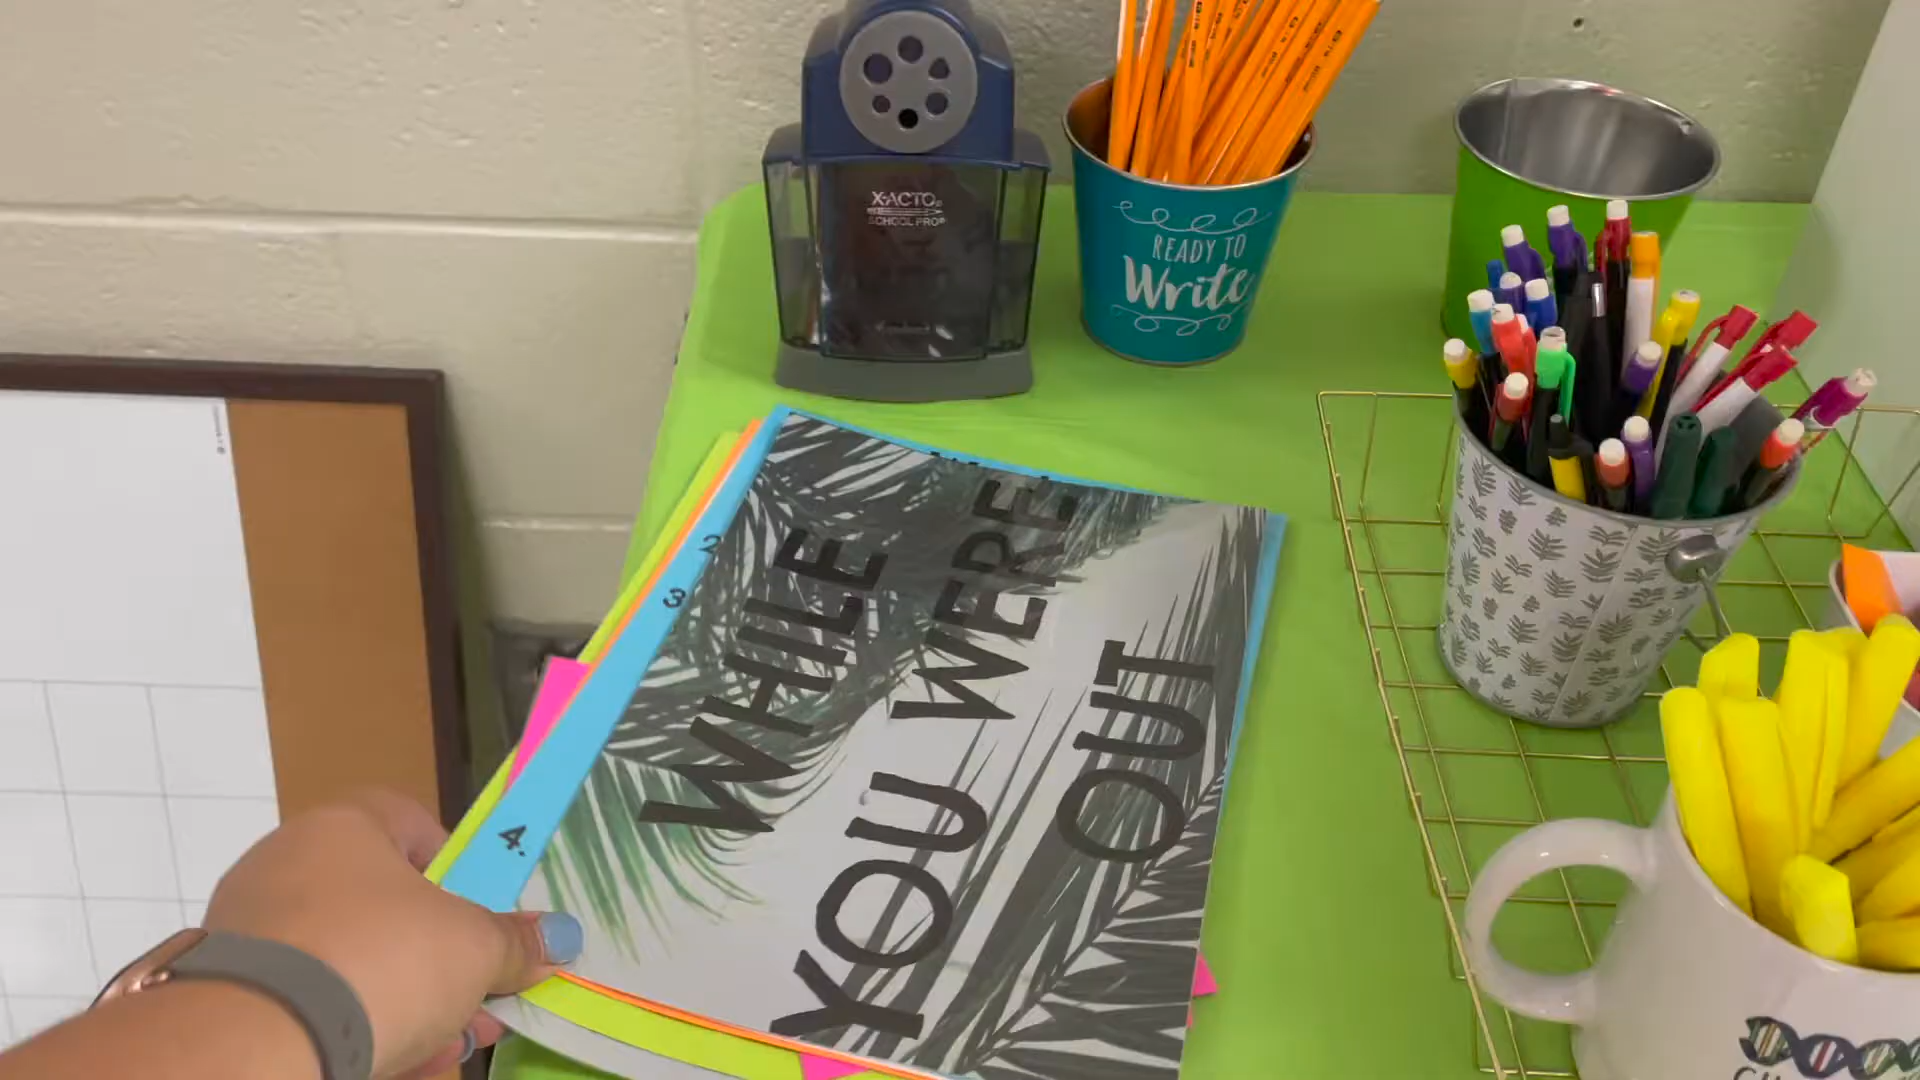 X-ACTO
SCHOOL PRO
READY TO
Write
2
3
4.
WHILE
YOU WERE
OUT